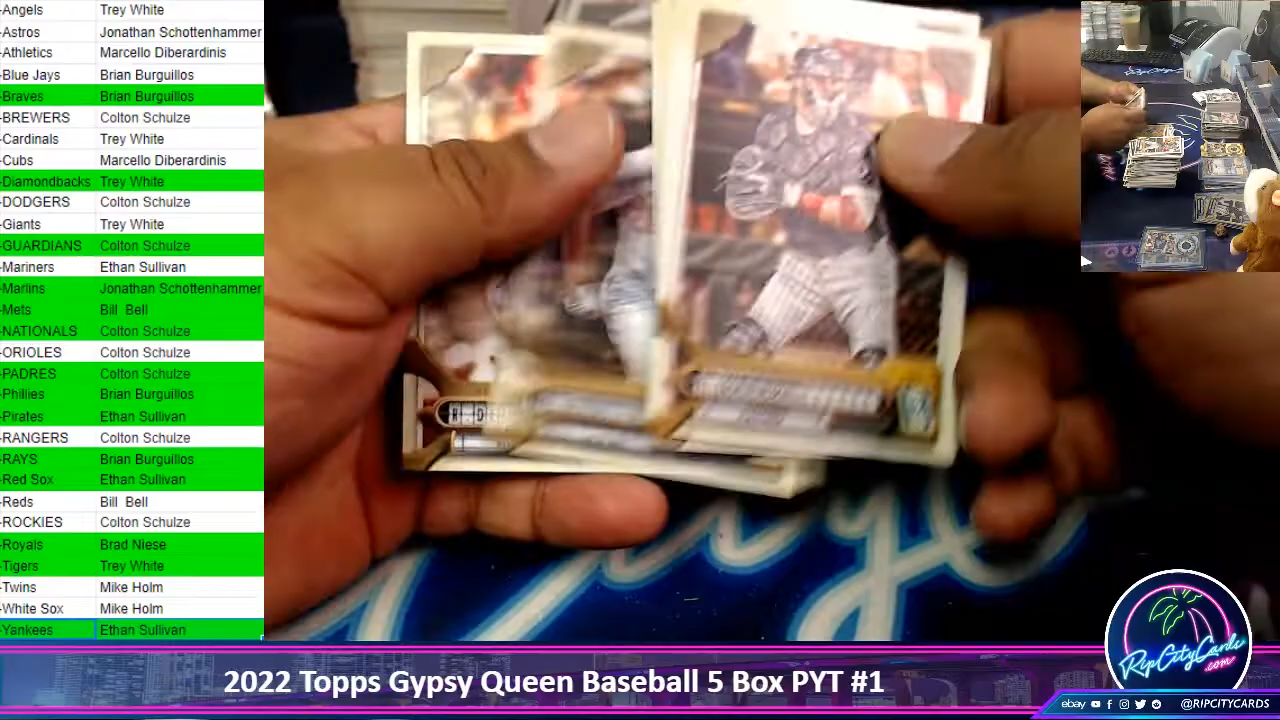 -Angels Trey White
-Astros Jonathan Schottenhammer
-Athletics Marcello Diberardinis
-Blue Jays Brian Burguillos
-Braves Brian Burguillos
-BREWERS Colton Schulze
-Cardinals Trey White
-Cubs Marcello Diberardinis
-Diamondbacks Trey White
-DODGERS Colton Schulze
-Giants Trey White
-GUARDIANS Colton Schulze
-Mariners Ethan Sullivan
-Marlins Jonathan Schottenhammer
-Mets Bill Bell
-NATIONALS Colton Schulze
-ORIOLES Colton Schulze
-PADRES Colton Schulze
-Phillies Brian Burguillos
-Pirates Ethan Sullivan
-RANGERS Colton Schulze
-RAYS Brian Burguillos
-Red Sox Ethan Sullivan
-Reds Bill Bell
-ROCKIES Colton Schulze
-Royals Brad Niese
-Tigers Trey White
-Twins Mike Holm
-White Sox Mike Holm
-Yankees Ethan Sullivan
2022 Topps Gypsy Queen Baseball 5 Box PYT #1
RipCityCards
.com
ebay @RIPCITYCARDS